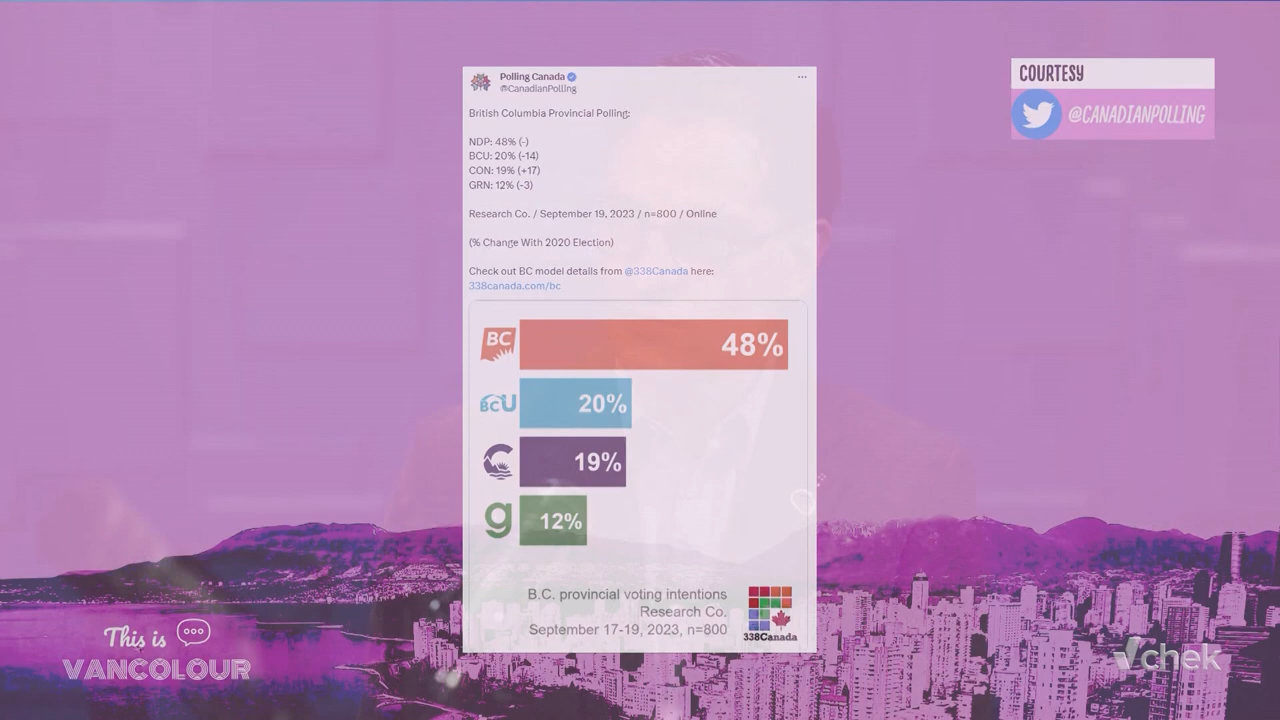 COURTESY
@CANADIANPOLLING
Polling Canada
@CanadianPolling
British Columbia Provincial Polling:
NDP: 48% (-)
BCU: 20% (-14)
CON: 19% (+17)
GRN: 12% (-3)
Research Co. / September 19, 2023 / n=800 / Online
(% Change With 2020 Election)
Check out BC model details from @338Canada here:
338canada.com/bc
BC 48%
BCU 20%
C 19%
g 12%
B.C. provincial voting intentions
Research Co.
September 17-19, 2023, n=800
338Canada
This is
VANCOLOUR
chek